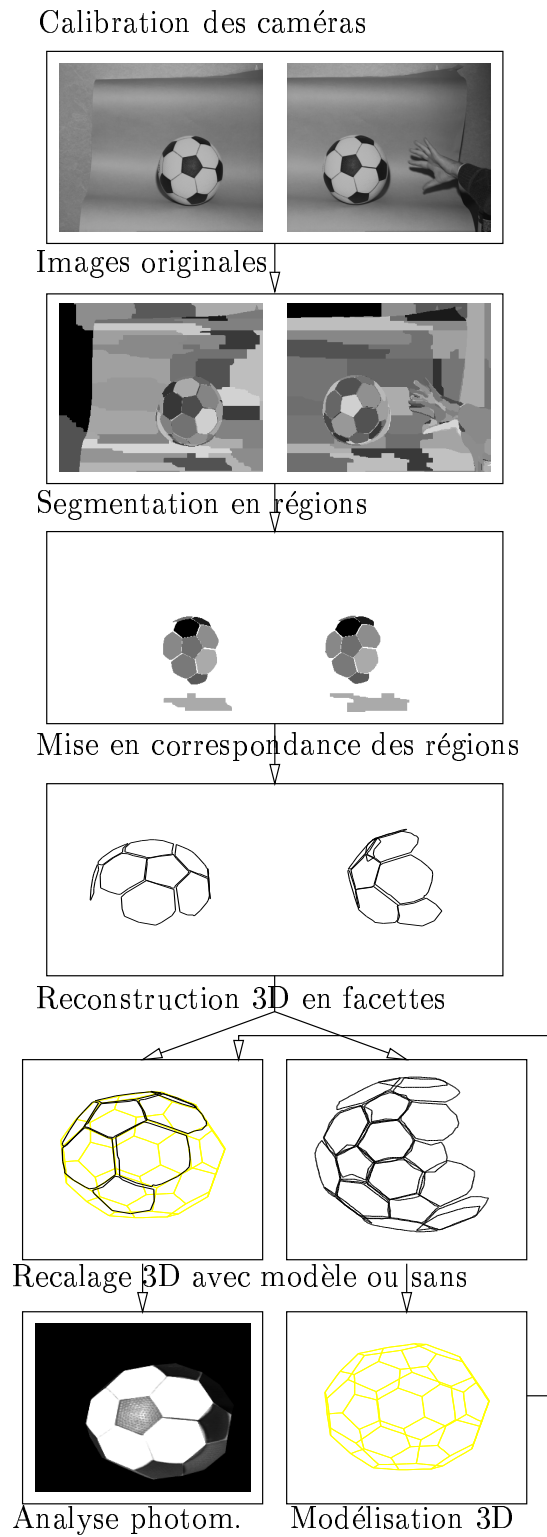 Calibration des caméras
Images originales
Segmentation en régions
Mise en correspondance des régions
Reconstruction 3D en facettes
Recalage 3D avec modèle ou sans
Analyse photom.
Modélisation 3D